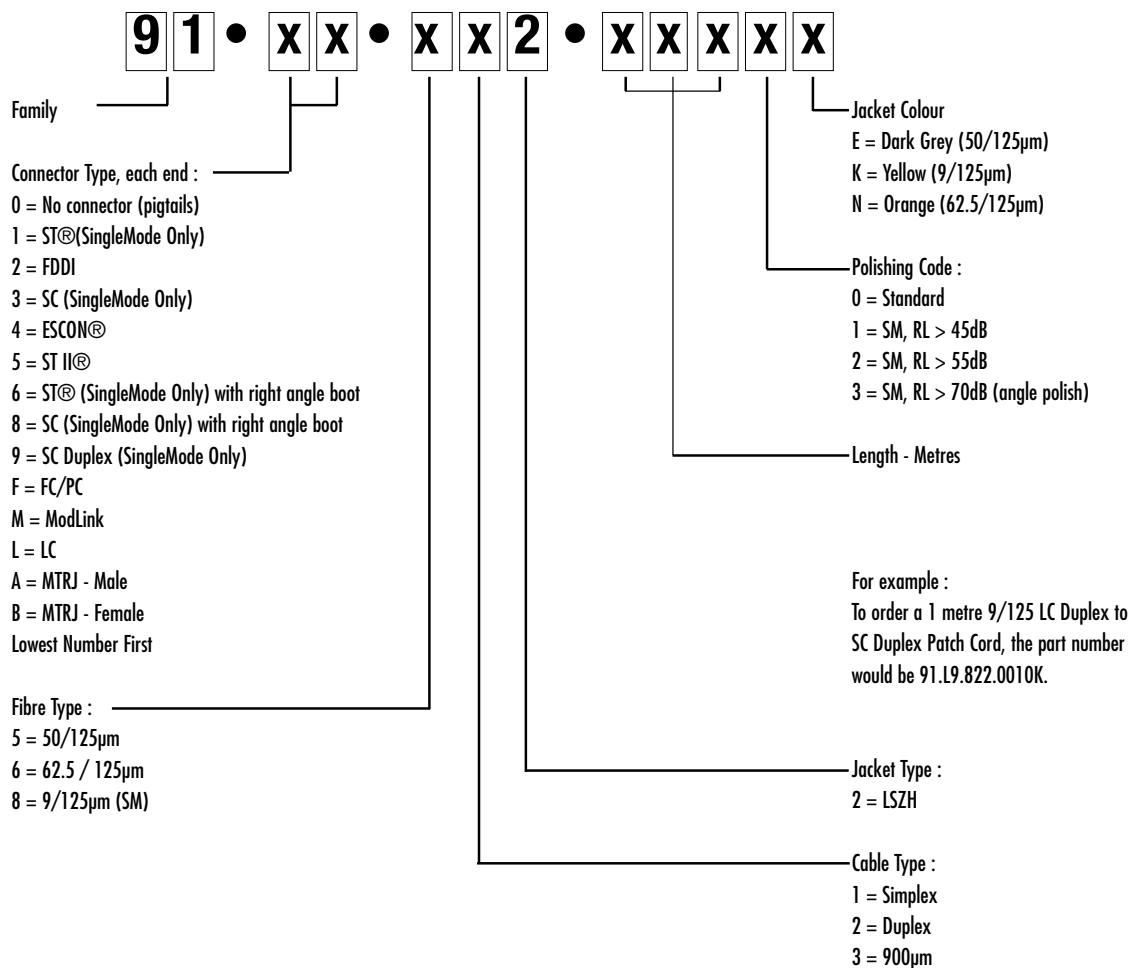 91•xx•xx2•xxxxx
Family
Connector Type, each end :
0 = No connector (pigtails)
1 = ST®(SingleMode Only)
2 = FDDI
3 = SC (SingleMode Only)
4 = ESCON®
5 = ST II®
6 = ST® (SingleMode Only) with right angle boot
8 = SC (SingleMode Only) with right angle boot
9 = SC Duplex (SingleMode Only)
F = FC/PC
M = ModLink
L = LC
A = MTRJ - Male
B = MTRJ - Female
Lowest Number First
Fibre Type :
5 = 50/125µm
6 = 62.5 / 125µm
8 = 9/125µm (SM)
Jacket Colour
E = Dark Grey (50/125µm)
K = Yellow (9/125µm)
N = Orange (62.5/125µm)
Polishing Code :
0 = Standard
1 = SM, RL > 45dB
2 = SM, RL > 55dB
3 = SM, RL > 70dB (angle polish)
Length - Metres
For example :
To order a 1 metre 9/125 LC Duplex to
SC Duplex Patch Cord, the part number
would be 91.L9.822.0010K.
Jacket Type :
2 = LSZH
Cable Type :
1 = Simplex
2 = Duplex
3 = 900µm